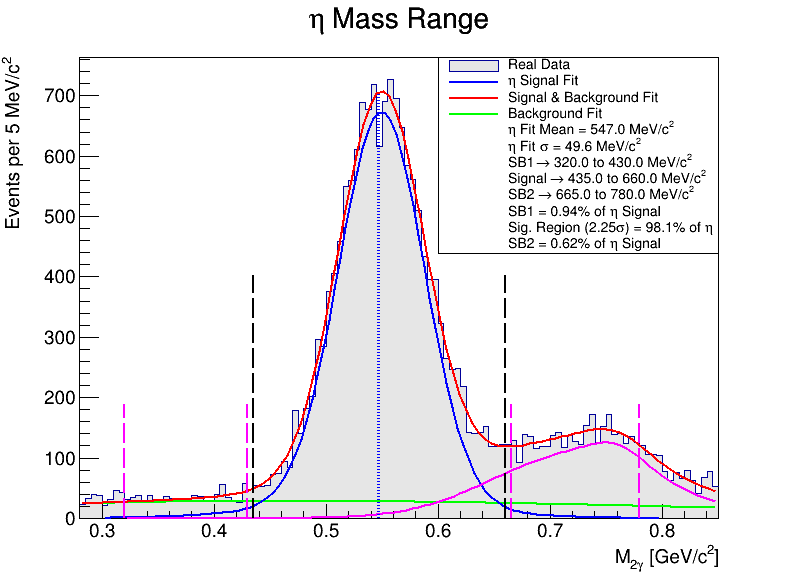 η Mass Range
Events per 5 MeV/c²
700
600
500
400
300
200
100
0
0.3 0.4 0.5 0.6 0.7 0.8
M₂γ [GeV/c²]
Real Data
η Signal Fit
Signal & Background Fit
Background Fit
η Fit Mean = 547.0 MeV/c²
η Fit σ = 49.6 MeV/c²
SB1 → 320.0 to 430.0 MeV/c²
Signal → 435.0 to 660.0 MeV/c²
SB2 → 665.0 to 780.0 MeV/c²
SB1 = 0.94% of η Signal
Sig. Region (2.25σ) = 98.1% of η
SB2 = 0.62% of η Signal